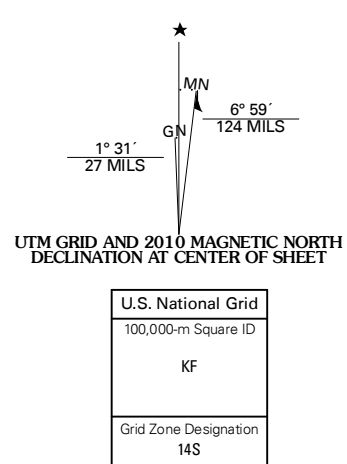 ★
MN
6° 59´
124 MILS
GN
1° 31´
27 MILS
UTM GRID AND 2010 MAGNETIC NORTH
DECLINATION AT CENTER OF SHEET
U.S. National Grid
100,000-m Square ID
KF
Grid Zone Designation
14S